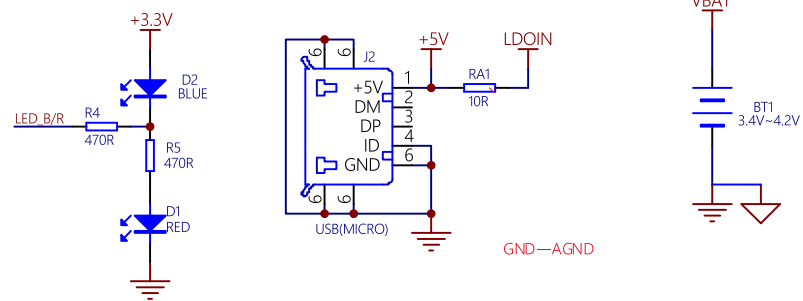 +3.3V
D2
BLUE
LED_B/R
R4
470R
R5
470R
D1
RED
6
6
J2
+5V
DM
DP
ID
GND
1
2
3
4
6
6
6
USB(MICRO)
+5V
RA1
10R
LDOIN
GND—AGND
VBAT
BT1
3.4V~4.2V